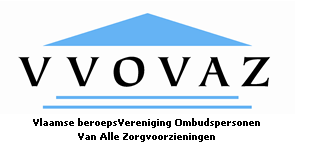 VVOVAZ
Vlaamse beroepsVereniging Ombudspersonen
Van Alle Zorgvoorzieningen